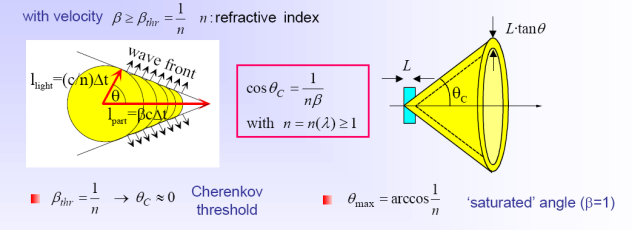 with velocity β ≥ β_thr = 1/n n: refractive index
wave front
l_light=(c/n)Δt
θ
l_part=βcΔt
cos θ_C = 1/(nβ)
with n = n(λ) ≥ 1
L·tanθ
L
θ_C
β_thr = 1/n → θ_C ≈ 0 Cherenkov threshold
θ_max = arccos 1/n 'saturated' angle (β=1)